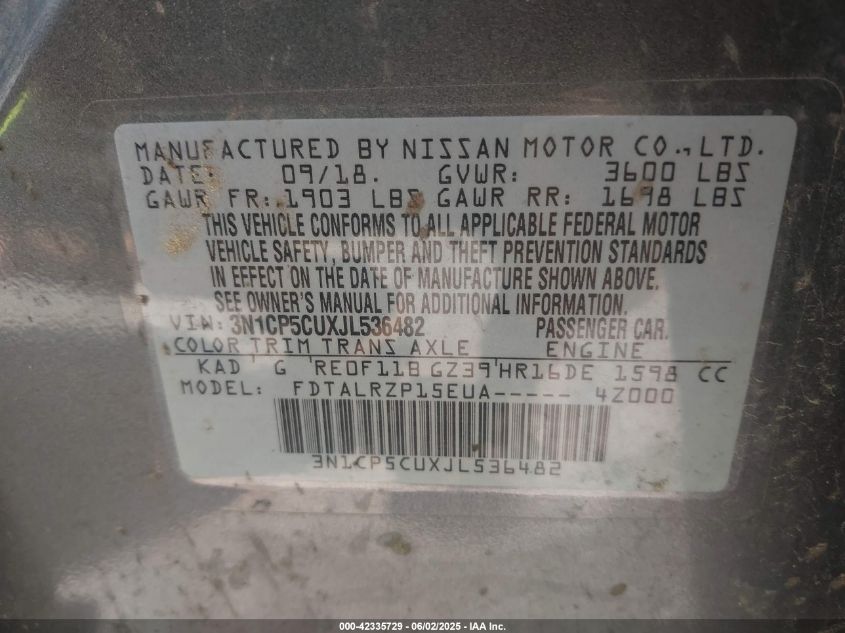 MANUFACTURED BY NISSAN MOTOR CO., LTD.
DATE: 09/18. GVWR: 3600 LBS
GAWR FR: 1903 LBS GAWR RR: 1698 LBS
THIS VEHICLE CONFORMS TO ALL APPLICABLE FEDERAL MOTOR
VEHICLE SAFETY, BUMPER AND THEFT PREVENTION STANDARDS
IN EFFECT ON THE DATE OF MANUFACTURE SHOWN ABOVE.
SEE OWNER'S MANUAL FOR ADDITIONAL INFORMATION.
VIN: 3N1CP5CUXJL536482 PASSENGER CAR.
COLOR TRIM TRANS AXLE ENGINE
KAD G RE0F11B GZ39 HR16DE 1598 CC
MODEL: FDTALRZP15EUA----- 4Z000
3N1CP5CUXJL536482
000-42335729 - 06/02/2025 - IAA Inc.